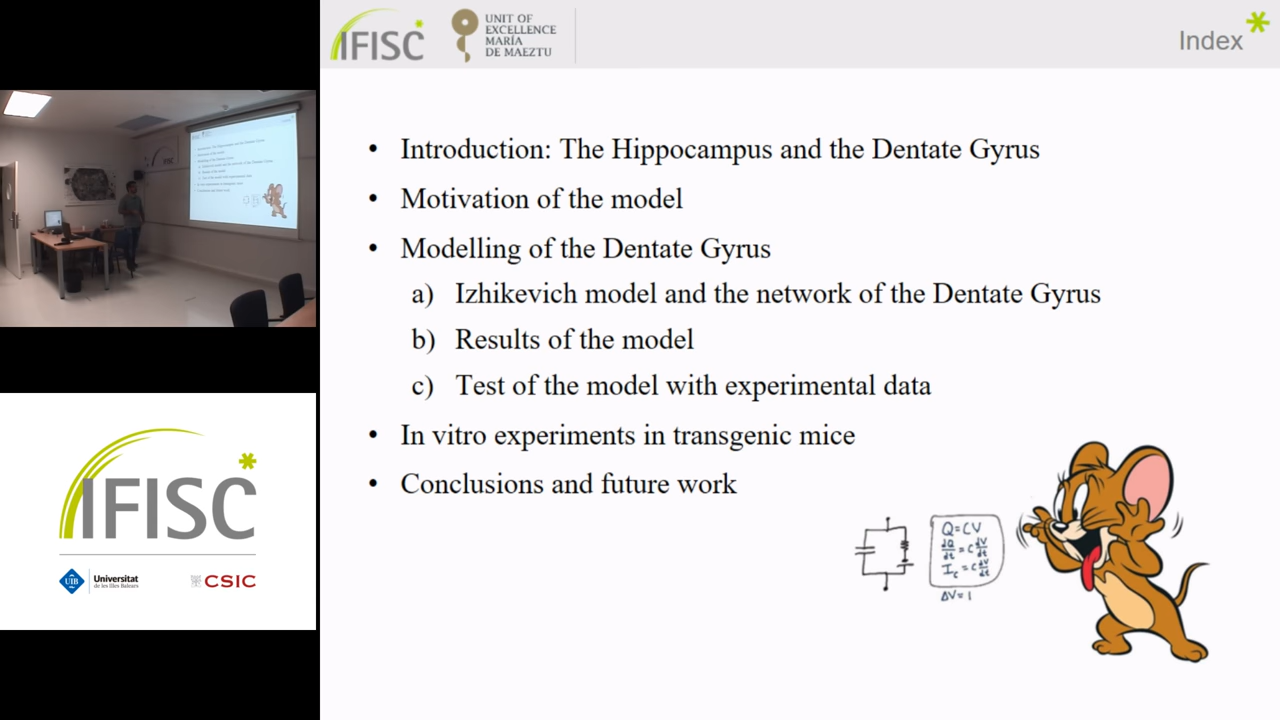 IFISC
UNIT OF
EXCELLENCE
MARÍA
DE MAEZTU
Index
• Introduction: The Hippocampus and the Dentate Gyrus
• Motivation of the model
• Modelling of the Dentate Gyrus
a) Izhikevich model and the network of the Dentate Gyrus
b) Results of the model
c) Test of the model with experimental data
• In vitro experiments in transgenic mice
• Conclusions and future work
Q=CV
dQ/dt = C dV/dt
I_c = C dV/dt
ΔV=1
IFISC
UIB
Universitat
de les Illes Balears
CSIC